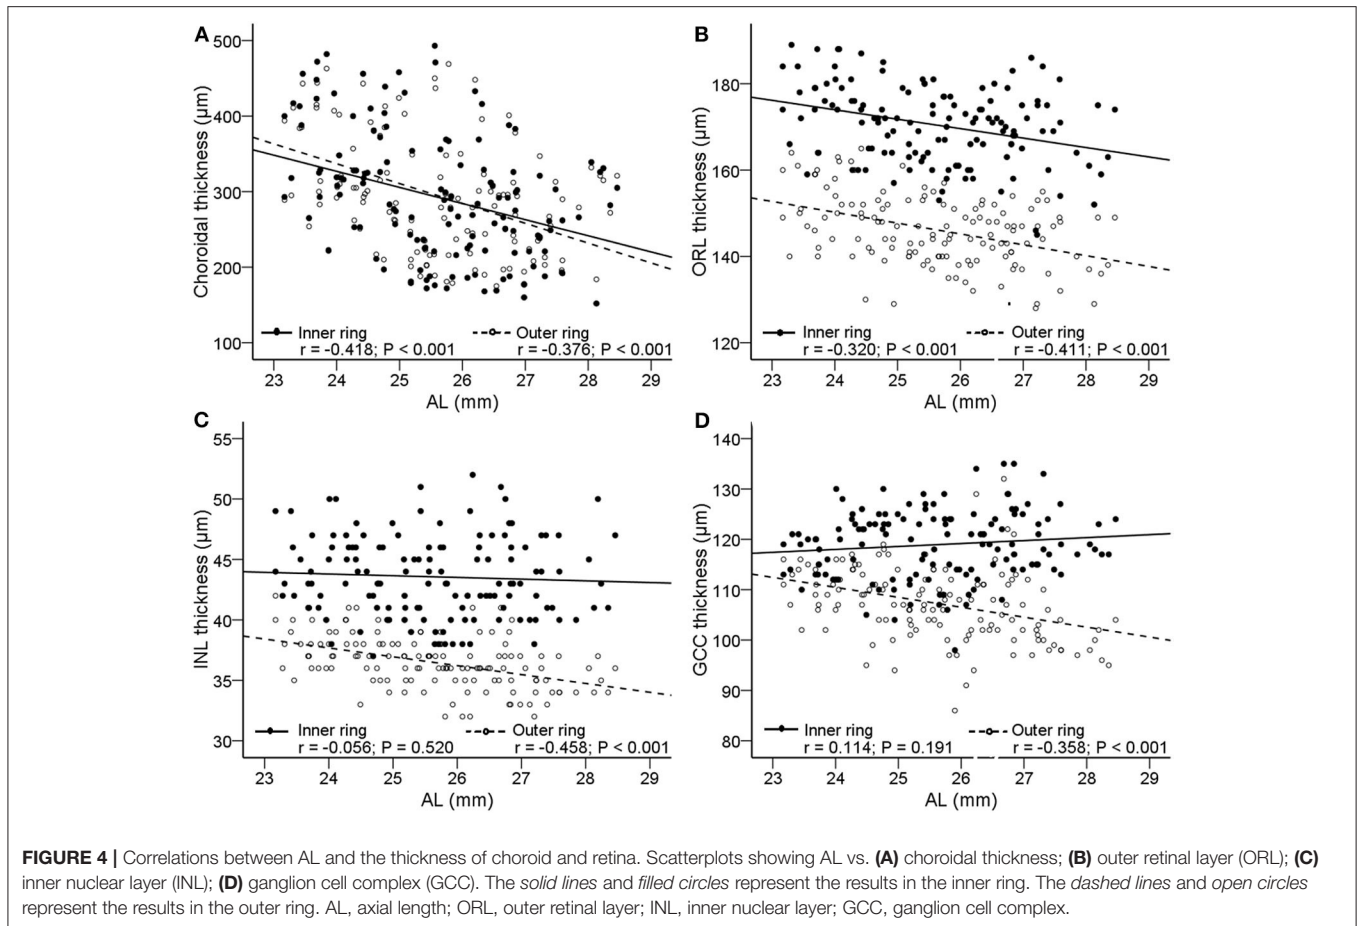 A
Choroidal thickness (µm)
500
400
300
200
100
Inner ring
r = -0.418; P < 0.001
Outer ring
r = -0.376; P < 0.001
23 24 25 26 27 28 29
AL (mm)
B
ORL thickness (µm)
180
160
140
120
Inner ring
r = -0.320; P < 0.001
Outer ring
r = -0.411; P < 0.001
23 24 25 26 27 28 29
AL (mm)
C
INL thickness (µm)
55
50
45
40
35
30
Inner ring
r = -0.056; P = 0.520
Outer ring
r = -0.458; P < 0.001
23 24 25 26 27 28 29
AL (mm)
D
GCC thickness (µm)
140
130
120
110
100
90
80
Inner ring
r = 0.114; P = 0.191
Outer ring
r = -0.358; P < 0.001
23 24 25 26 27 28 29
AL (mm)
FIGURE 4 | Correlations between AL and the thickness of choroid and retina. Scatterplots showing AL vs. (A) choroidal thickness; (B) outer retinal layer (ORL); (C)
inner nuclear layer (INL); (D) ganglion cell complex (GCC). The solid lines and filled circles represent the results in the inner ring. The dashed lines and open circles
represent the results in the outer ring. AL, axial length; ORL, outer retinal layer; INL, inner nuclear layer; GCC, ganglion cell complex.